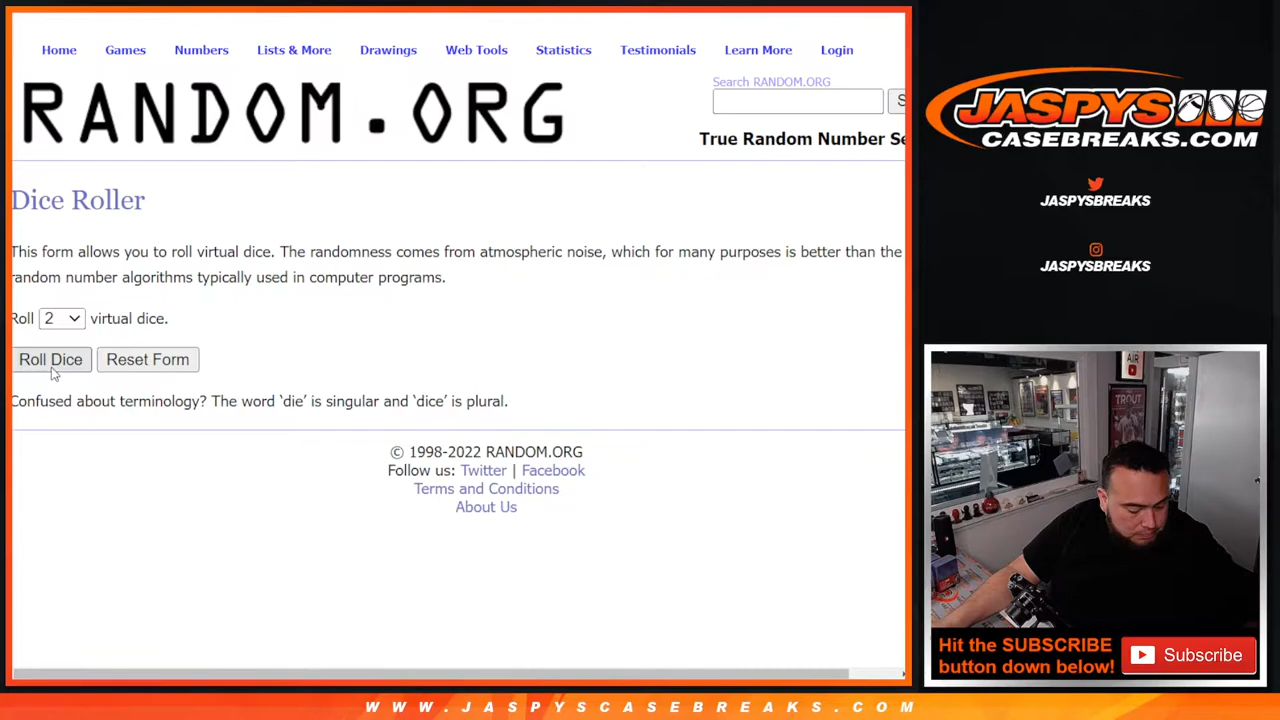 Home Games Numbers Lists & More Drawings Web Tools Statistics Testimonials Learn More Login
Search RANDOM.ORG
RANDOM.ORG
S
True Random Number Se
Dice Roller
This form allows you to roll virtual dice. The randomness comes from atmospheric noise, which for many purposes is better than the
random number algorithms typically used in computer programs.
Roll 2 virtual dice.
Roll Dice Reset Form
Confused about terminology? The word ‘die’ is singular and ‘dice’ is plural.
© 1998-2022 RANDOM.ORG
Follow us: Twitter | Facebook
Terms and Conditions
About Us
JASPYS
CASEBREAKS.COM
JASPYSBREAKS
JASPYSBREAKS
AIR
TROUT
Hit the SUBSCRIBE
button down below!
Subscribe
WWW.JASPYSCASEBREAKS.COM